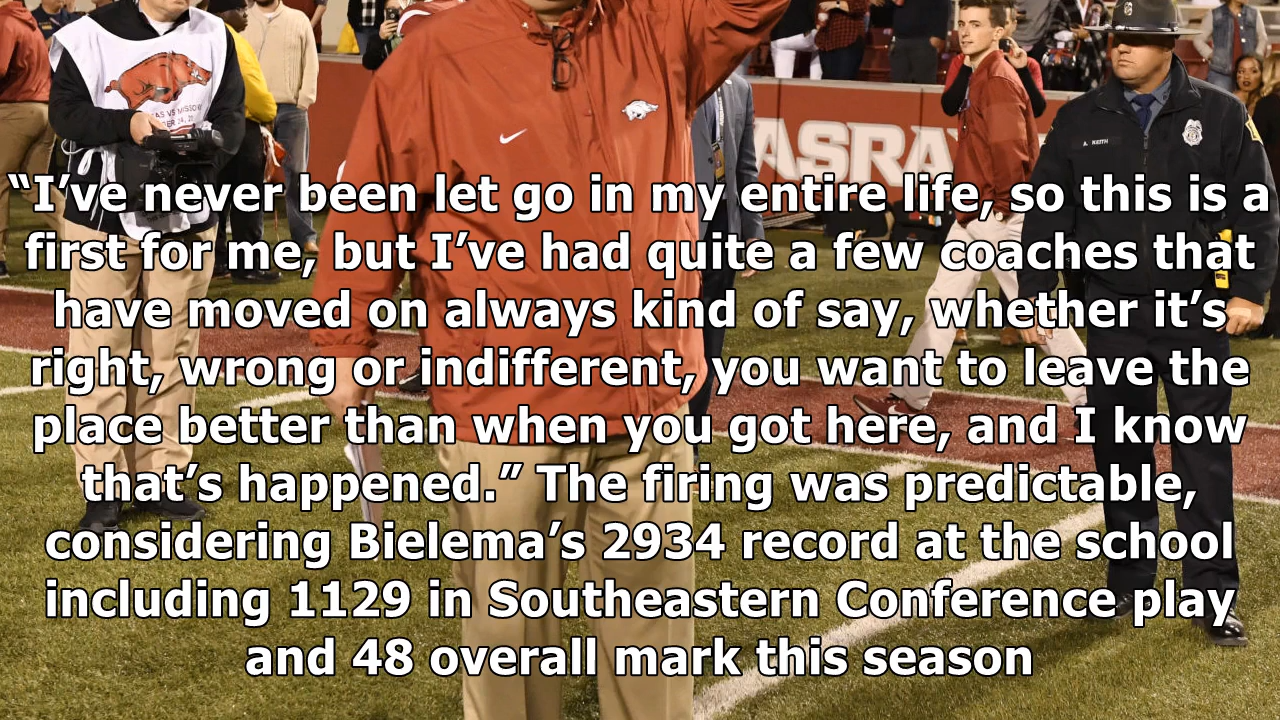 “I’ve never been let go in my entire life, so this is a
first for me, but I’ve had quite a few coaches that
have moved on always kind of say, whether it’s
right, wrong or indifferent, you want to leave the
place better than when you got here, and I know
that’s happened.” The firing was predictable,
considering Bielema’s 2934 record at the school
including 1129 in Southeastern Conference play
and 48 overall mark this season
A. KEITH